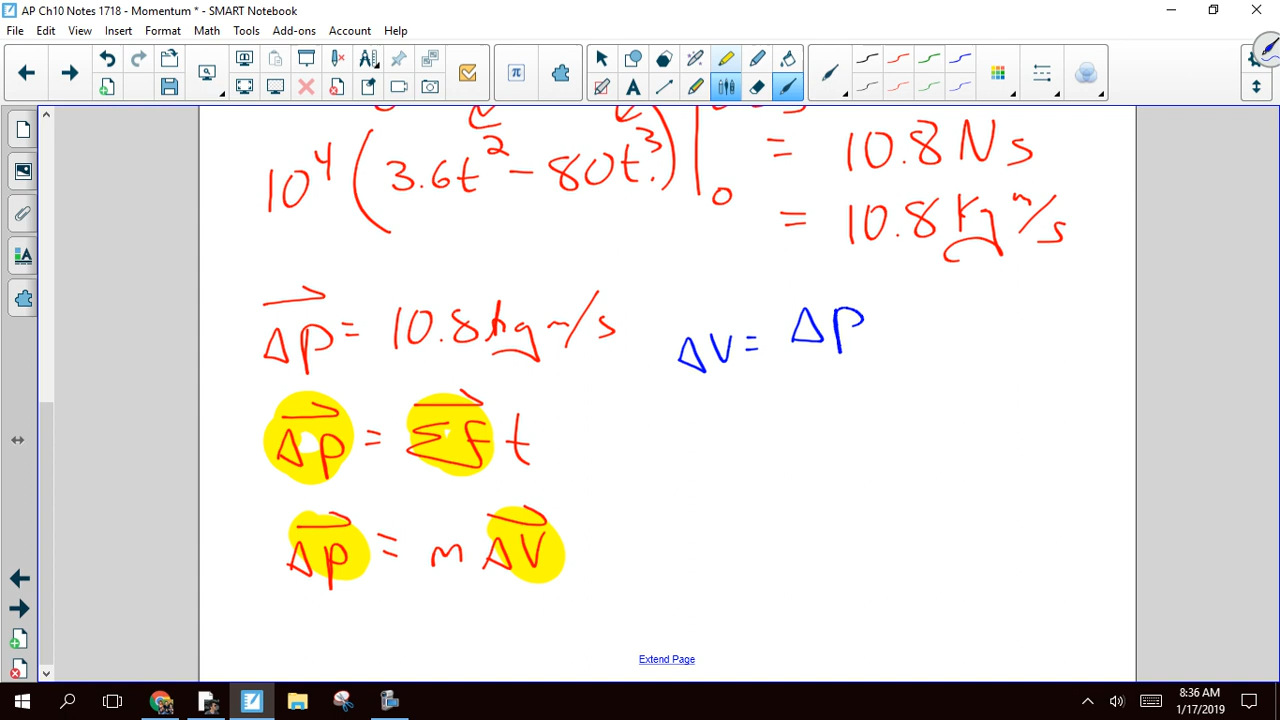 AP Ch10 Notes 1718 - Momentum * - SMART Notebook
File Edit View Insert Format Math Tools Add-ons Account Help
10⁴ (3.6t² − 80t³.) |₀
= 10.8 N s
= 10.8 kg m/s
Δp = 10.8 kg m/s
ΔV = Δp
Δp = ΣF t
Δp = m ΔV
Extend Page
8:36 AM
1/17/2019